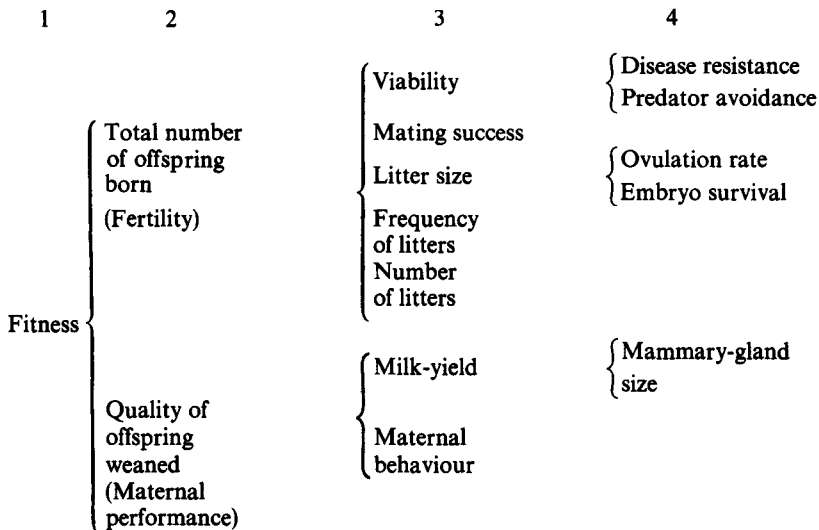 1 2 3 4
Viability
Disease resistance
Predator avoidance
Total number
of offspring
born
(Fertility)
Mating success
Litter size
Ovulation rate
Embryo survival
Frequency
of litters
Number
of litters
Fitness
Milk-yield
Mammary-gland
size
Quality of
offspring
weaned
(Maternal
performance)
Maternal
behaviour